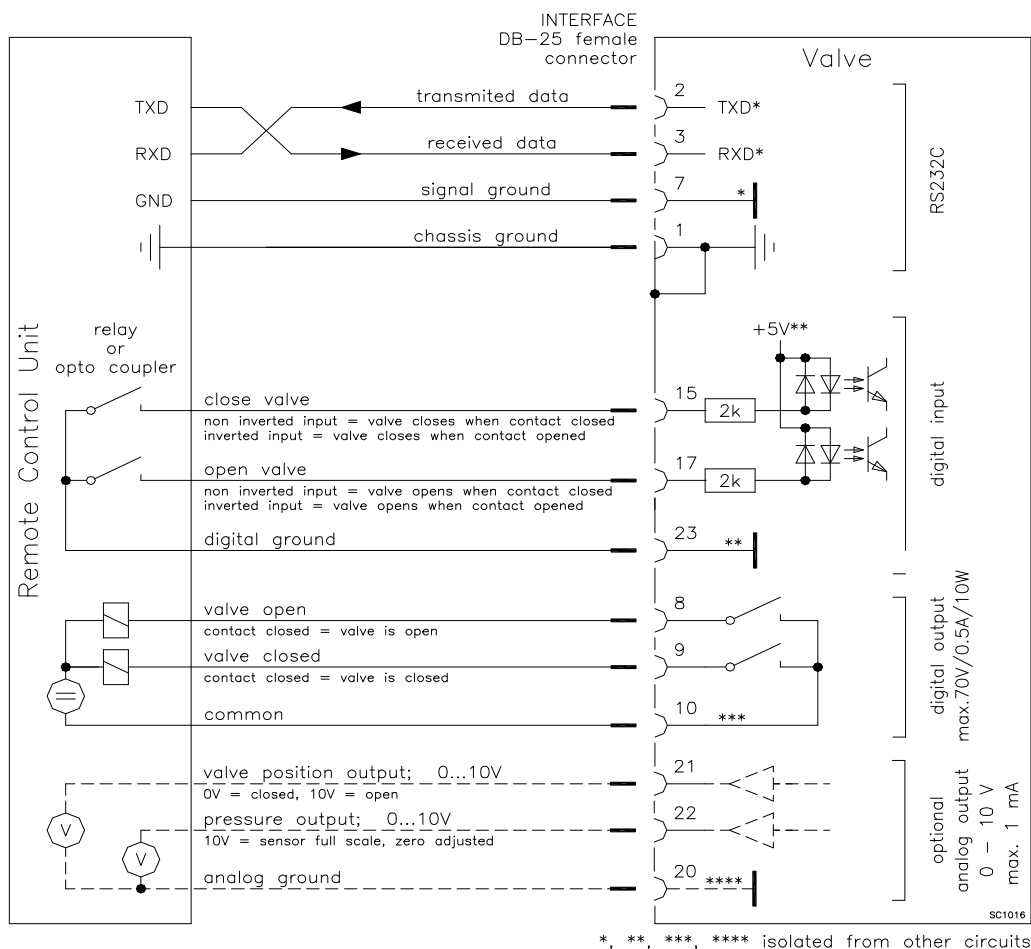 INTERFACE
DB-25 female
connector
Valve
TXD
transmited data
2
TXD*
RXD
received data
3
RXD*
GND
signal ground
7
*
chassis ground
1
RS232C
Remote Control Unit
relay
or
opto coupler
+5V**
close valve
15
2k
non inverted input = valve closes when contact closed
inverted input = valve closes when contact opened
open valve
17
2k
non inverted input = valve opens when contact closed
inverted input = valve opens when contact opened
digital ground
23
**
digital input
valve open
8
contact closed = valve is open
valve closed
9
contact closed = valve is closed
common
10
***
digital output
max.70V/0.5A/10W
valve position output; 0...10V
21
0V = closed, 10V = open
V
pressure output; 0...10V
22
10V = sensor full scale, zero adjusted
V
analog ground
20
****
optional
analog output
0 – 10 V
max. 1 mA
SC1016
*, **, ***, **** isolated from other circuits